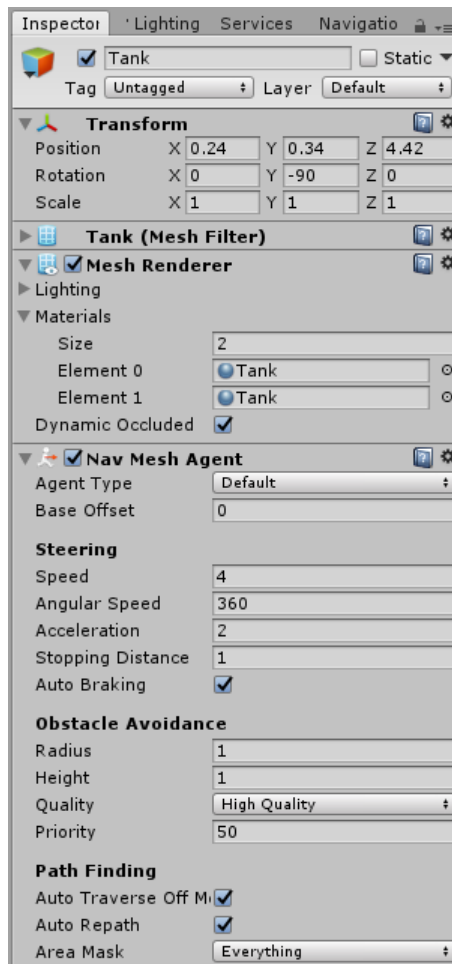 Inspector Lighting Services Navigatio
Tank Static
Tag Untagged Layer Default
Transform
Position X 0.24 Y 0.34 Z 4.42
Rotation X 0 Y -90 Z 0
Scale X 1 Y 1 Z 1
Tank (Mesh Filter)
Mesh Renderer
Lighting
Materials
Size 2
Element 0 Tank
Element 1 Tank
Dynamic Occluded
Nav Mesh Agent
Agent Type Default
Base Offset 0
Steering
Speed 4
Angular Speed 360
Acceleration 2
Stopping Distance 1
Auto Braking
Obstacle Avoidance
Radius 1
Height 1
Quality High Quality
Priority 50
Path Finding
Auto Traverse Off M
Auto Repath
Area Mask Everything